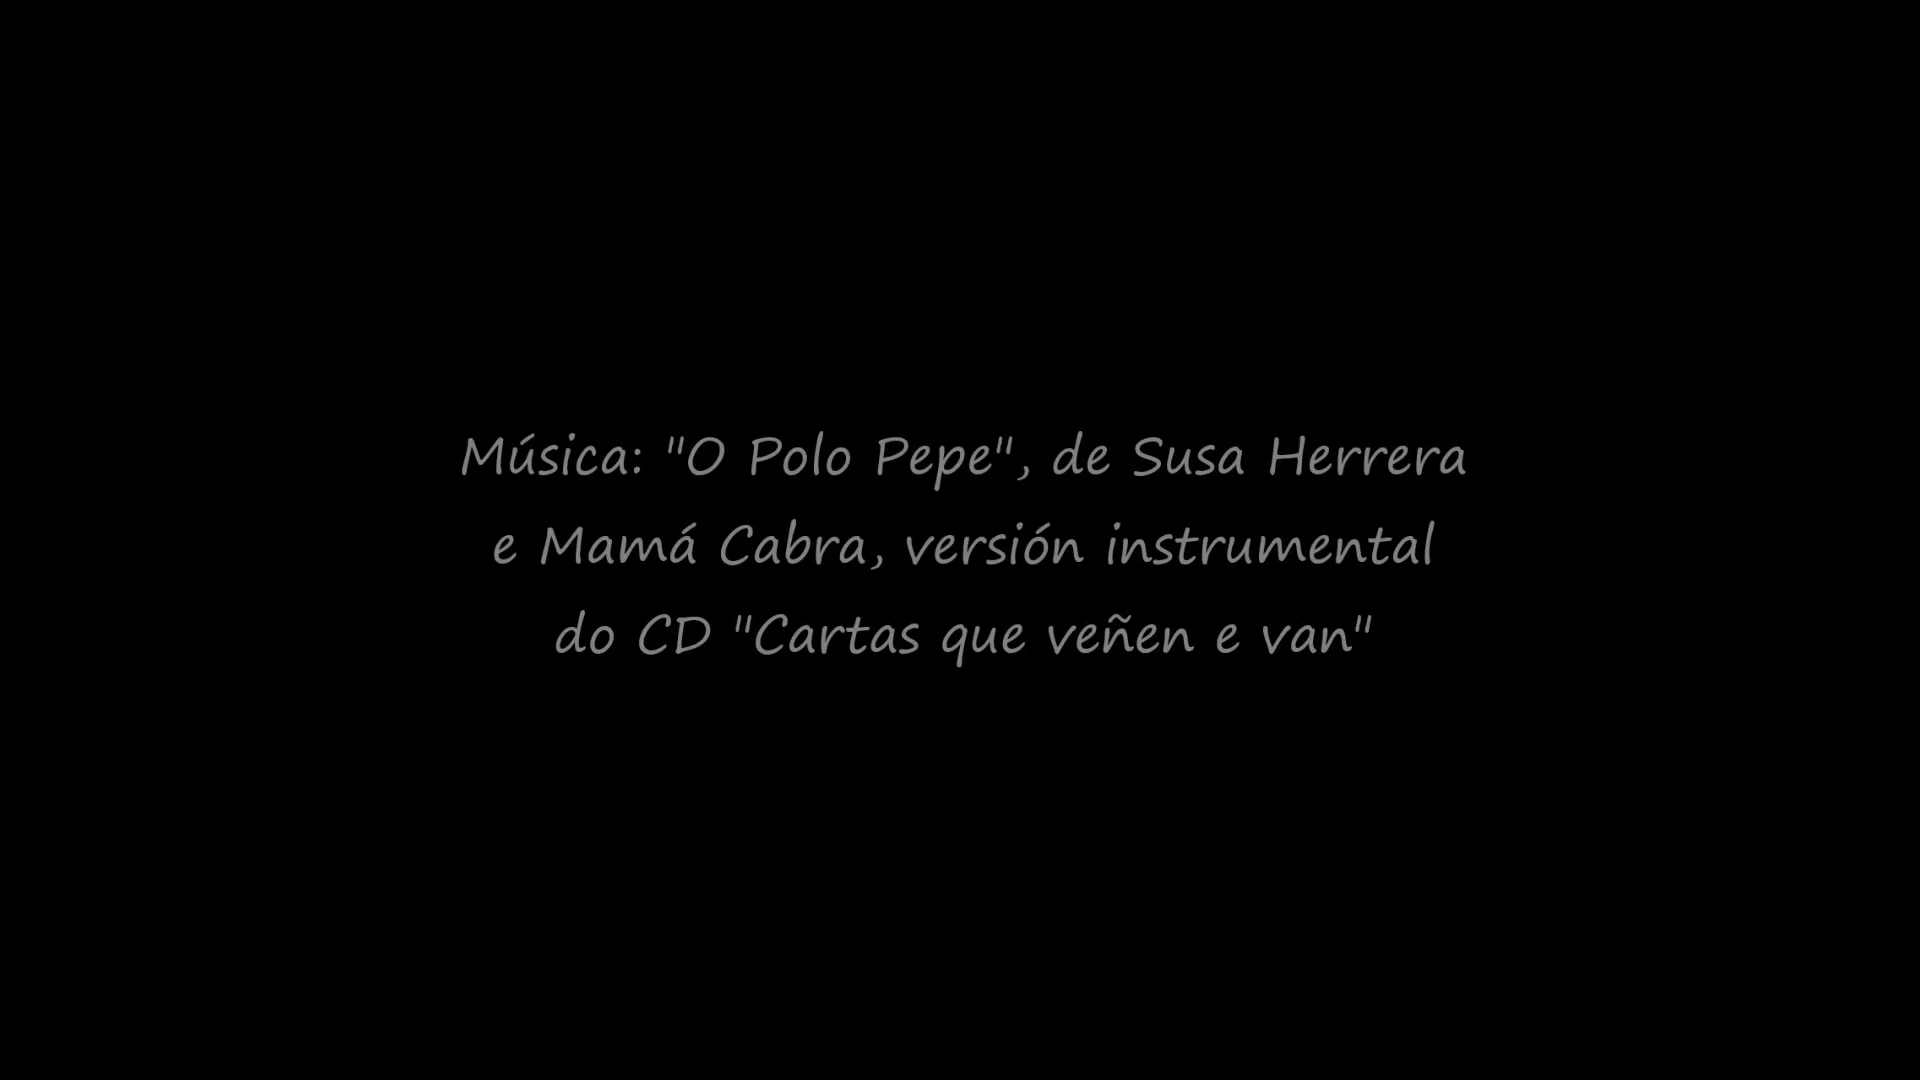 Música: "O Polo Pepe", de Susa Herrera
e Mamá Cabra, versión instrumental
do CD "Cartas que veñen e van"